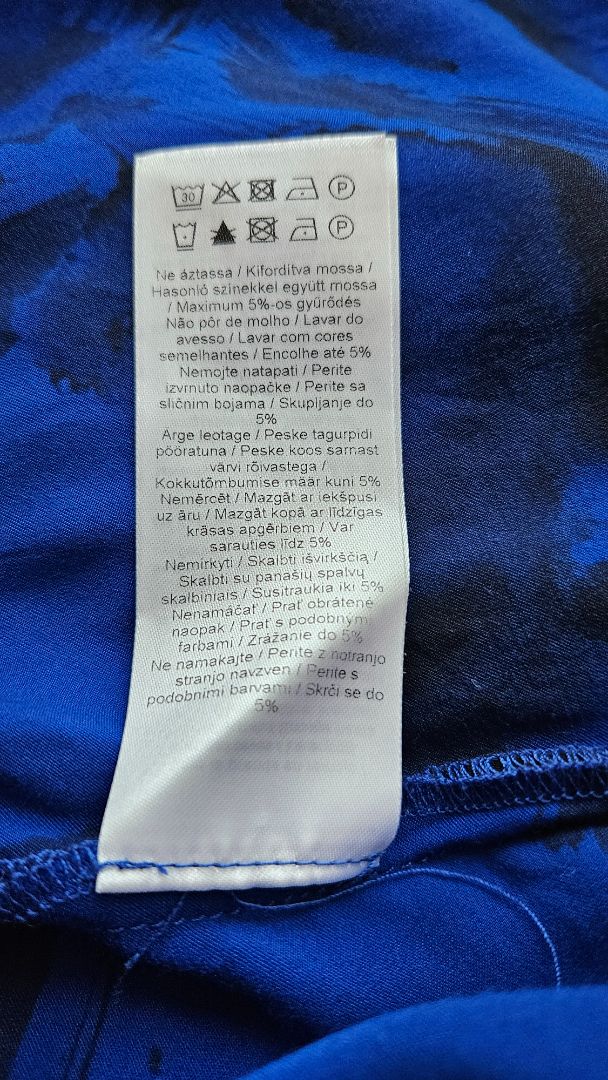 30 P
P
Ne áztassa / Kifordítva mossa /
Hasonló színekkel együtt mossa
/ Maximum 5%-os gyűrődés
Não pôr de molho / Lavar do
avesso / Lavar com cores
semelhantes / Encolhe até 5%
Nemojte natapati / Perite
izvrnuto naopačke / Perite sa
sličnim bojama / Skupljanje do
5%
Ärge leotage / Peske tagurpidi
pööratuna / Peske koos sarnast
värvi rõivastega /
Kokkutõmbumise määr kuni 5%
Nemērcēt / Mazgāt ar iekšpusi
uz āru / Mazgāt kopā ar līdzīgas
krāsas apģērbiem / Var
sarauties līdz 5%
Nemirkyti / Skalbti išvirkščią /
Skalbti su panašių spalvų
skalbiniais / Susitraukia iki 5%
Nenamáčať / Prať obrátené
naopak / Prať s podobnými
farbami / Zrážanie do 5%
Ne namakajte / Perite z notranjo
stranjo navzven / Perite s
podobnimi barvami / Skrči se do
5%